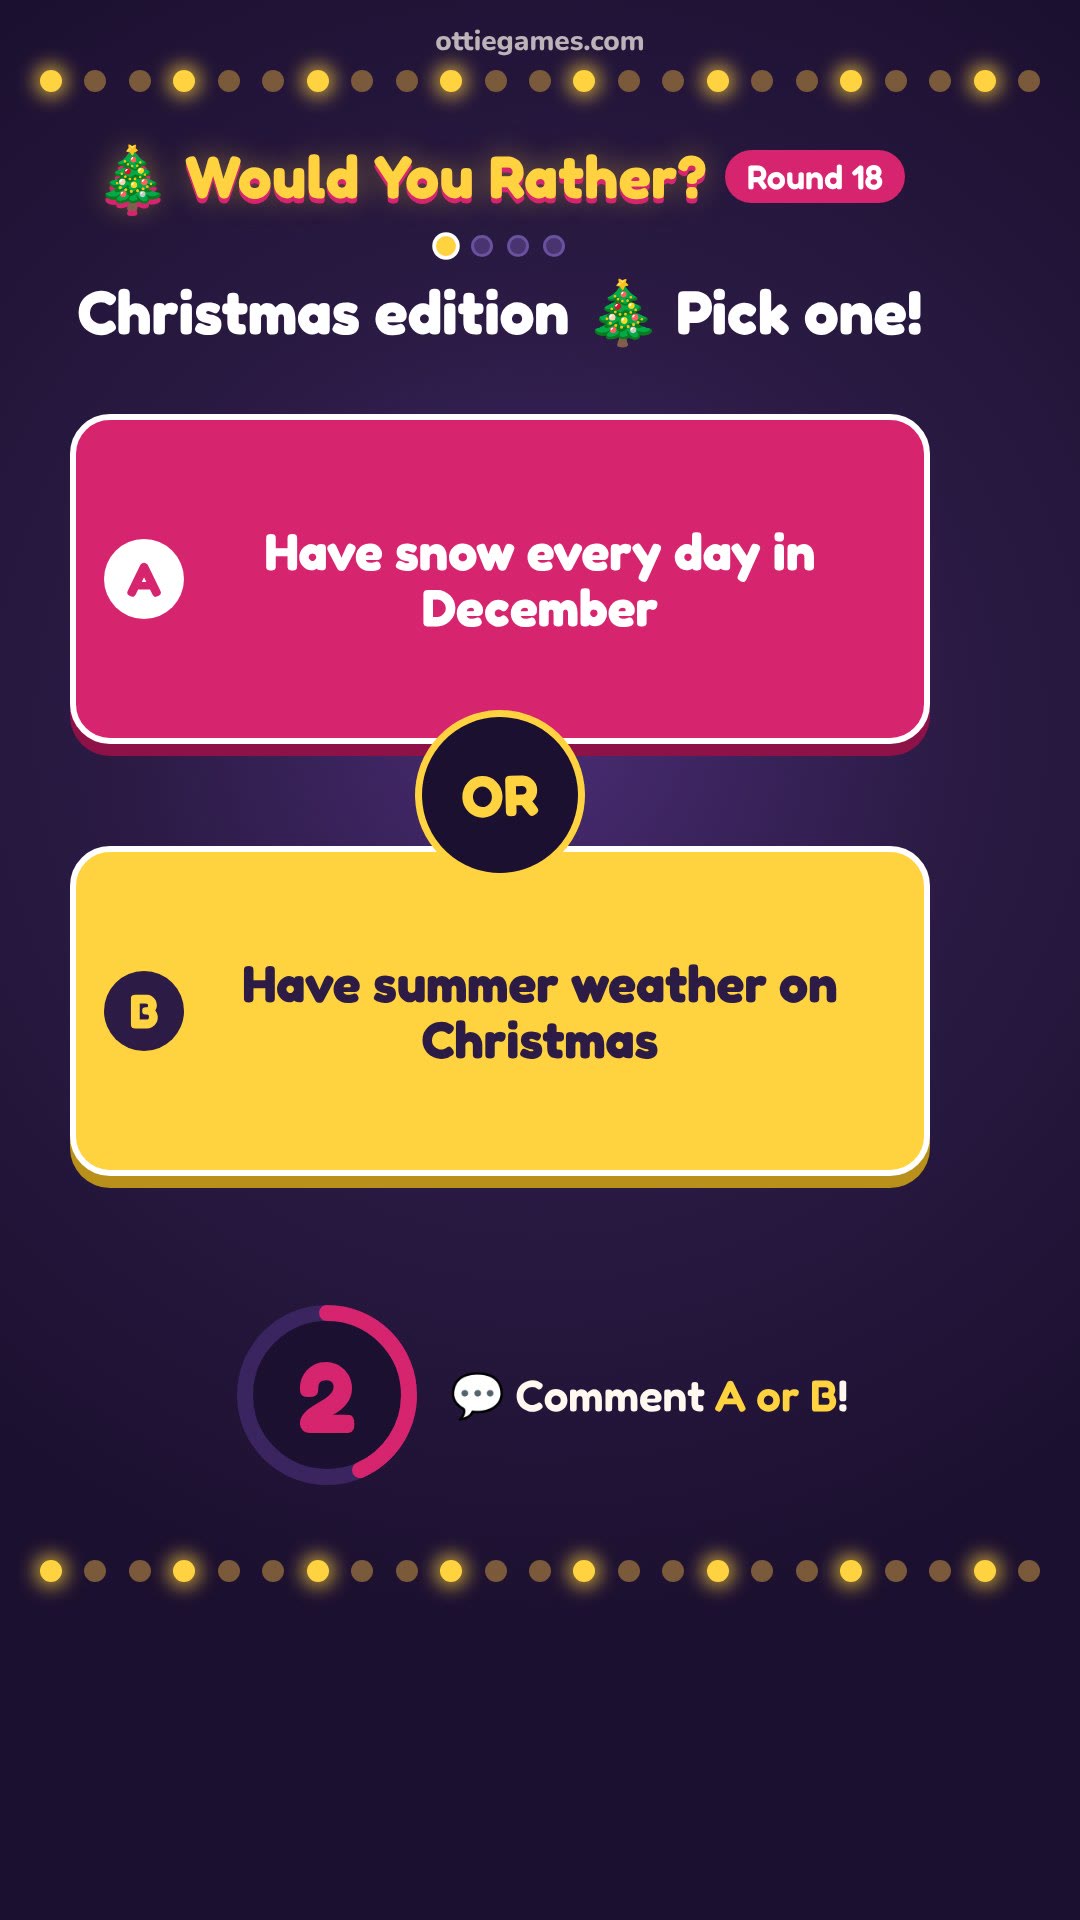 ottiegames.com
🎄 Would You Rather? Round 18
Christmas edition 🎄 Pick one!
A
Have snow every day in
December
OR
B
Have summer weather on
Christmas
2
💬 Comment A or B!